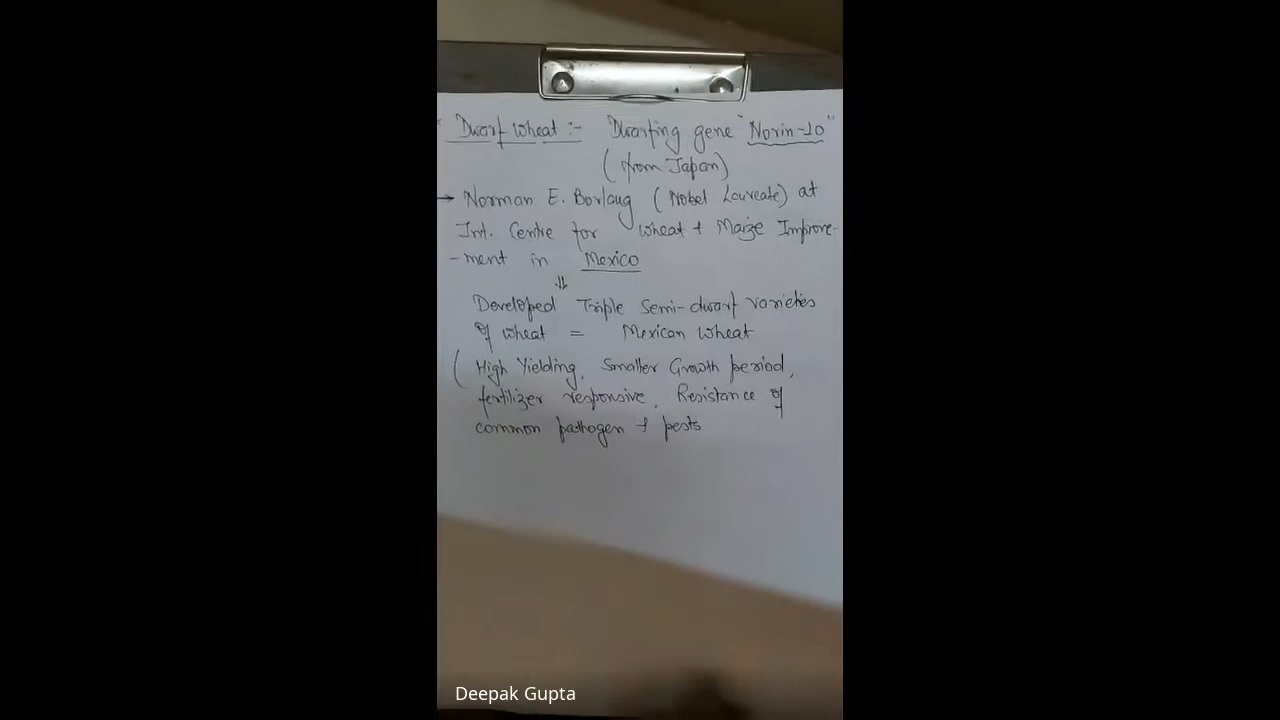 Dwarf Wheat :- Dwarfing gene "Norin-10"
(from Japan)
→ Norman E. Borlaug (Nobel Laureate) at
Int. Centre for Wheat + Maize Improve-
-ment in Mexico
⇓
Developed Triple Semi-dwarf varieties
of wheat = Mexican wheat
( High Yielding, Smaller Growth period,
fertilizer responsive, Resistance of
common pathogen + pests
Deepak Gupta